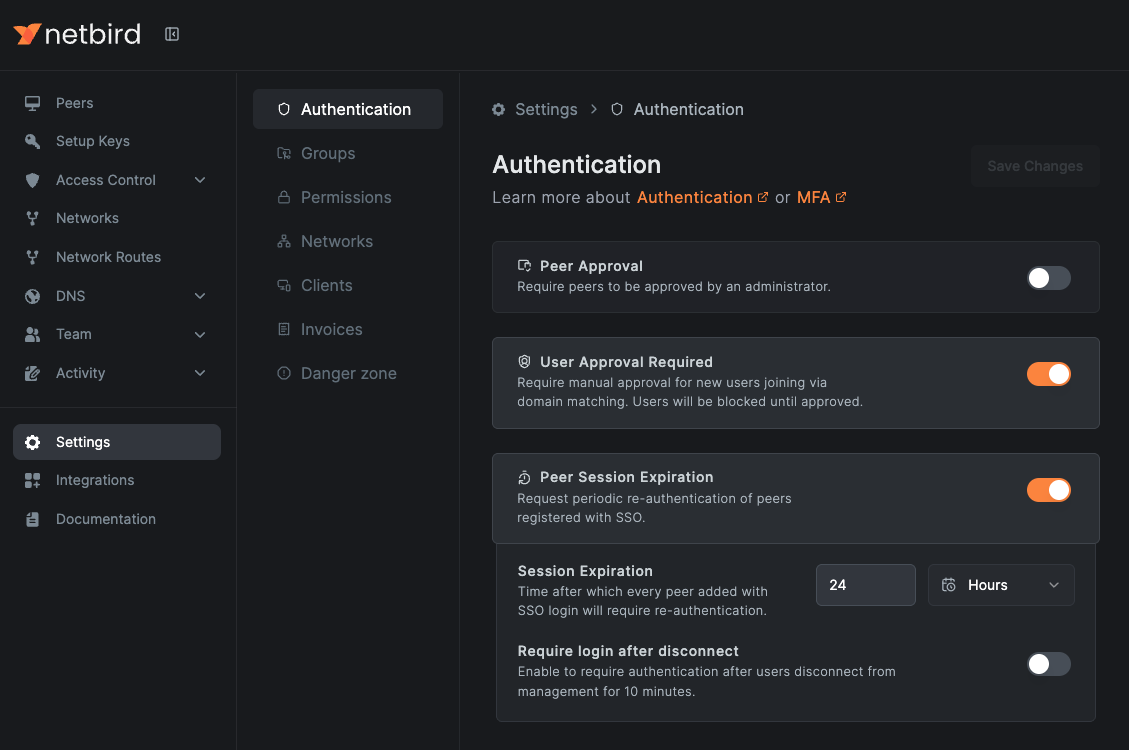 netbird
Peers
Setup Keys
Access Control
Networks
Network Routes
DNS
Team
Activity
Settings
Integrations
Documentation
Authentication
Groups
Permissions
Networks
Clients
Invoices
Danger zone
Settings > Authentication
Authentication
Save Changes
Learn more about Authentication or MFA
Peer Approval
Require peers to be approved by an administrator.
User Approval Required
Require manual approval for new users joining via
domain matching. Users will be blocked until approved.
Peer Session Expiration
Request periodic re-authentication of peers
registered with SSO.
Session Expiration
Time after which every peer added with
SSO login will require re-authentication.
24
Hours
Require login after disconnect
Enable to require authentication after users disconnect from
management for 10 minutes.